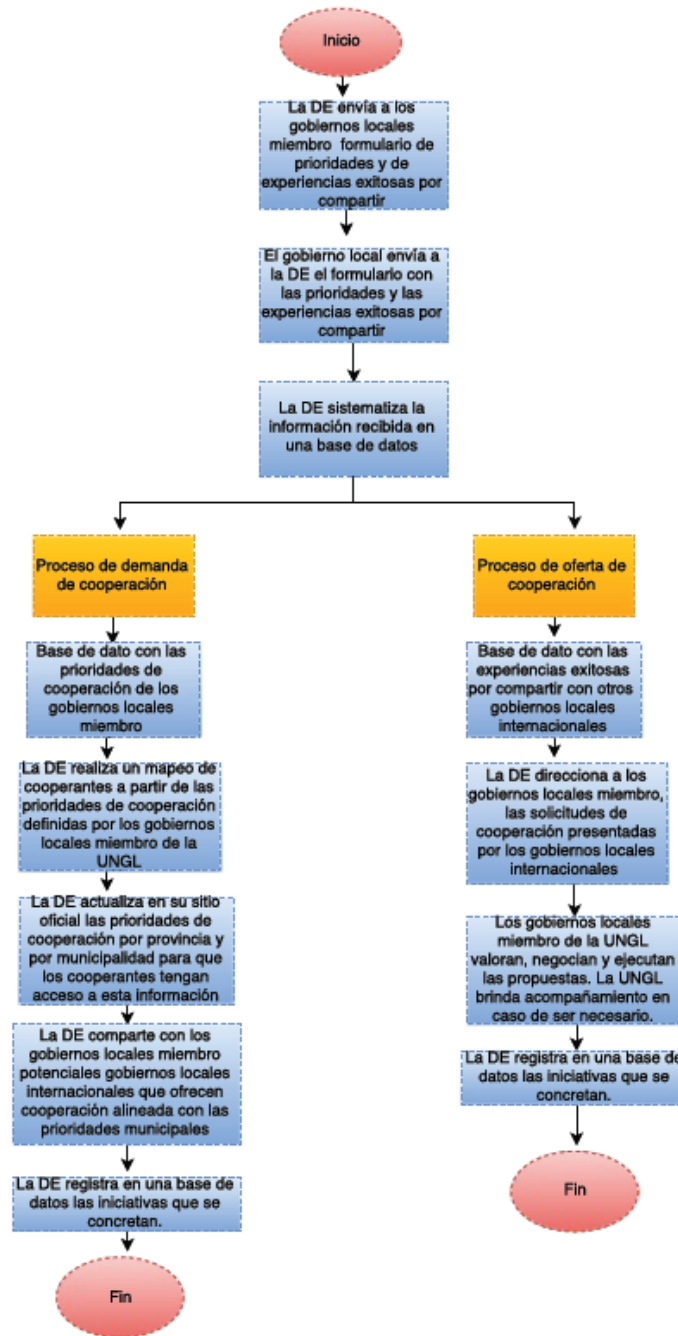 Inicio
La DE envía a los
gobiernos locales
miembro formulario de
prioridades y de
experiencias exitosas por
compartir
El gobierno local envía a
la DE el formulario con
las prioridades y las
experiencias exitosas por
compartir
La DE sistematiza la
información recibida en
una base de datos
Proceso de demanda
de cooperación
Base de dato con las
prioridades de
cooperación de los
gobiernos locales
miembro
La DE realiza un mapeo de
cooperantes a partir de las
prioridades de cooperación
definidas por los gobiernos
locales miembro de la
UNGL
La DE actualiza en su sitio
oficial las prioridades de
cooperación por provincia y
por municipalidad para que
los cooperantes tengan
acceso a esta información
La DE comparte con los
gobiernos locales miembro
potenciales gobiernos locales
internacionales que ofrecen
cooperación alineada con las
prioridades municipales
La DE registra en una base de
datos las iniciativas que se
concretan.
Fin
Proceso de oferta de
cooperación
Base de dato con las
experiencias exitosas
por compartir con otros
gobiernos locales
internacionales
La DE direcciona a los
gobiernos locales miembro,
las solicitudes de
cooperación presentadas
por los gobiernos locales
internacionales
Los gobiernos locales
miembro de la UNGL
valoran, negocian y ejecutan
las propuestas. La UNGL
brinda acompañamiento en
caso de ser necesario.
La DE registra en una base de
datos las iniciativas que se
concretan.
Fin